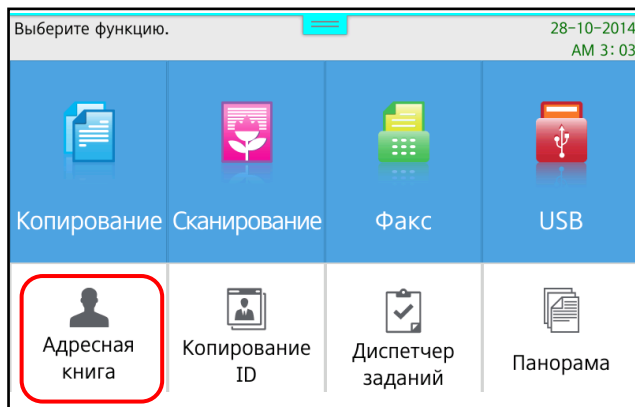 Выберите функцию.
28-10-2014
AM 3:03
Копирование
Сканирование
Факс
USB
Адресная
книга
Копирование
ID
Диспетчер
заданий
Панорама